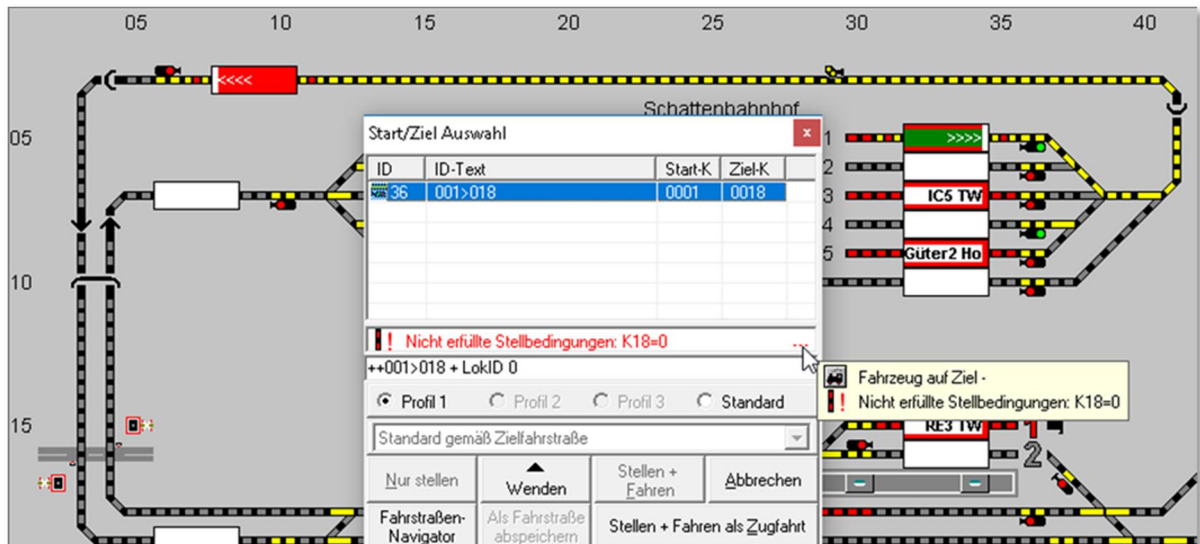 05 10 15 20 25 30 35 40
<<<<
Schattenbahnhof
05
Start/Ziel Auswahl x
1 >>>>
ID ID-Text Start-K Ziel-K
2
36 001>018 0001 0018
3 IC5 TW
4
5 Güter2 Ho
10
! Nicht erfüllte Stellbedingungen: K18=0 ...
++001>018 + LokID 0
Fahrzeug auf Ziel -
! Nicht erfüllte Stellbedingungen: K18=0
Profil 1 Profil 2 Profil 3 Standard
15
RE3 TW 1
Standard gemäß Zielfahrstraße
2
Nur stellen Wenden Stellen + Fahren Abbrechen
Fahrstraßen-Navigator Als Fahrstraße abspeichern Stellen + Fahren als Zugfahrt